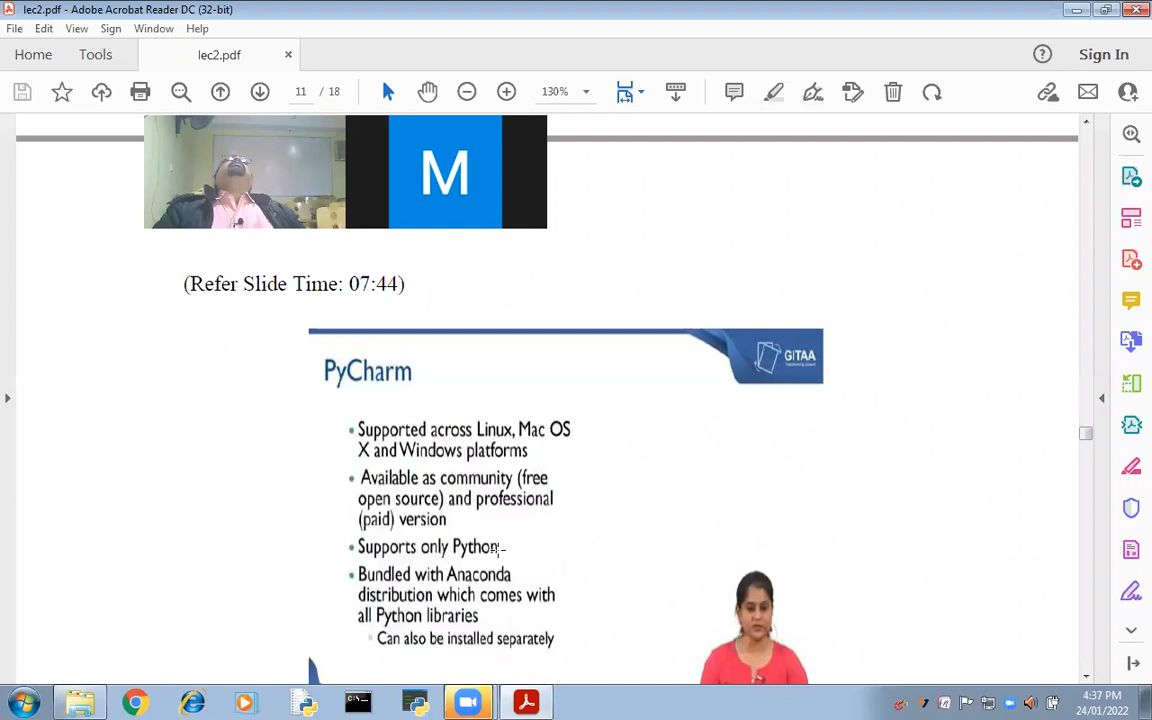 lec2.pdf - Adobe Acrobat Reader DC (32-bit)
File Edit View Sign Window Help
Home Tools lec2.pdf × ? Sign In
11 / 18 130%
M
(Refer Slide Time: 07:44)
GITAA
PyCharm
• Supported across Linux, Mac OS
X and Windows platforms
• Available as community (free
open source) and professional
(paid) version
• Supports only Python
• Bundled with Anaconda
distribution which comes with
all Python libraries
Can also be installed separately
4:37 PM
24/01/2022